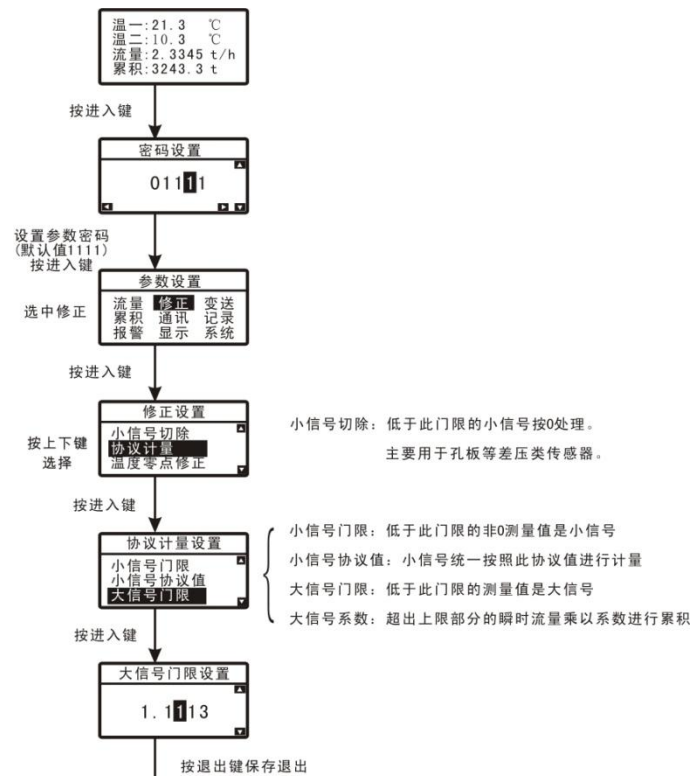 温一:21.3 ℃
温二:10.3 ℃
流量:2.3345 t/h
累积:3243.3 t
按进入键
密码设置
01111
设置参数密码
(默认值1111)
按进入键
参数设置
选中修正
流量 修正 变送
累积 通讯 记录
报警 显示 系统
按进入键
修正设置
小信号切除
协议计量
温度零点修正
按上下键
选择
小信号切除：低于此门限的小信号按0处理。
主要用于孔板等差压类传感器。
按进入键
协议计量设置
小信号门限
小信号协议值
大信号门限
小信号门限：低于此门限的非0测量值是小信号
小信号协议值：小信号统一按照此协议值进行计量
大信号门限：低于此门限的测量值是大信号
大信号系数：超出上限部分的瞬时流量乘以系数进行累积
按进入键
大信号门限设置
1.1113
按退出键保存退出